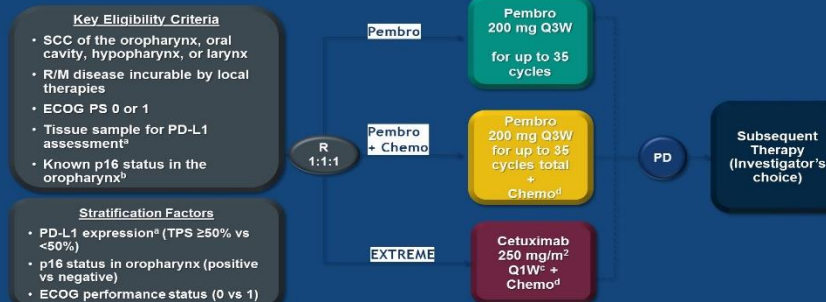 Key Eligibility Criteria
• SCC of the oropharynx, oral
cavity, hypopharynx, or larynx
• R/M disease incurable by local
therapies
• ECOG PS 0 or 1
• Tissue sample for PD-L1
assessmentᵃ
• Known p16 status in the
oropharynxᵇ
Stratification Factors
• PD-L1 expressionᵃ (TPS ≥50% vs
<50%)
• p16 status in oropharynx (positive
vs negative)
• ECOG performance status (0 vs 1)
R
1:1:1
Pembro
Pembro
+ Chemo
EXTREME
Pembro
200 mg Q3W
for up to 35
cycles
Pembro
200 mg Q3W
for up to 35
cycles total
+
Chemoᵈ
Cetuximab
250 mg/m²
Q1Wᶜ +
Chemoᵈ
PD
Subsequent
Therapy
(Investigator's
choice)